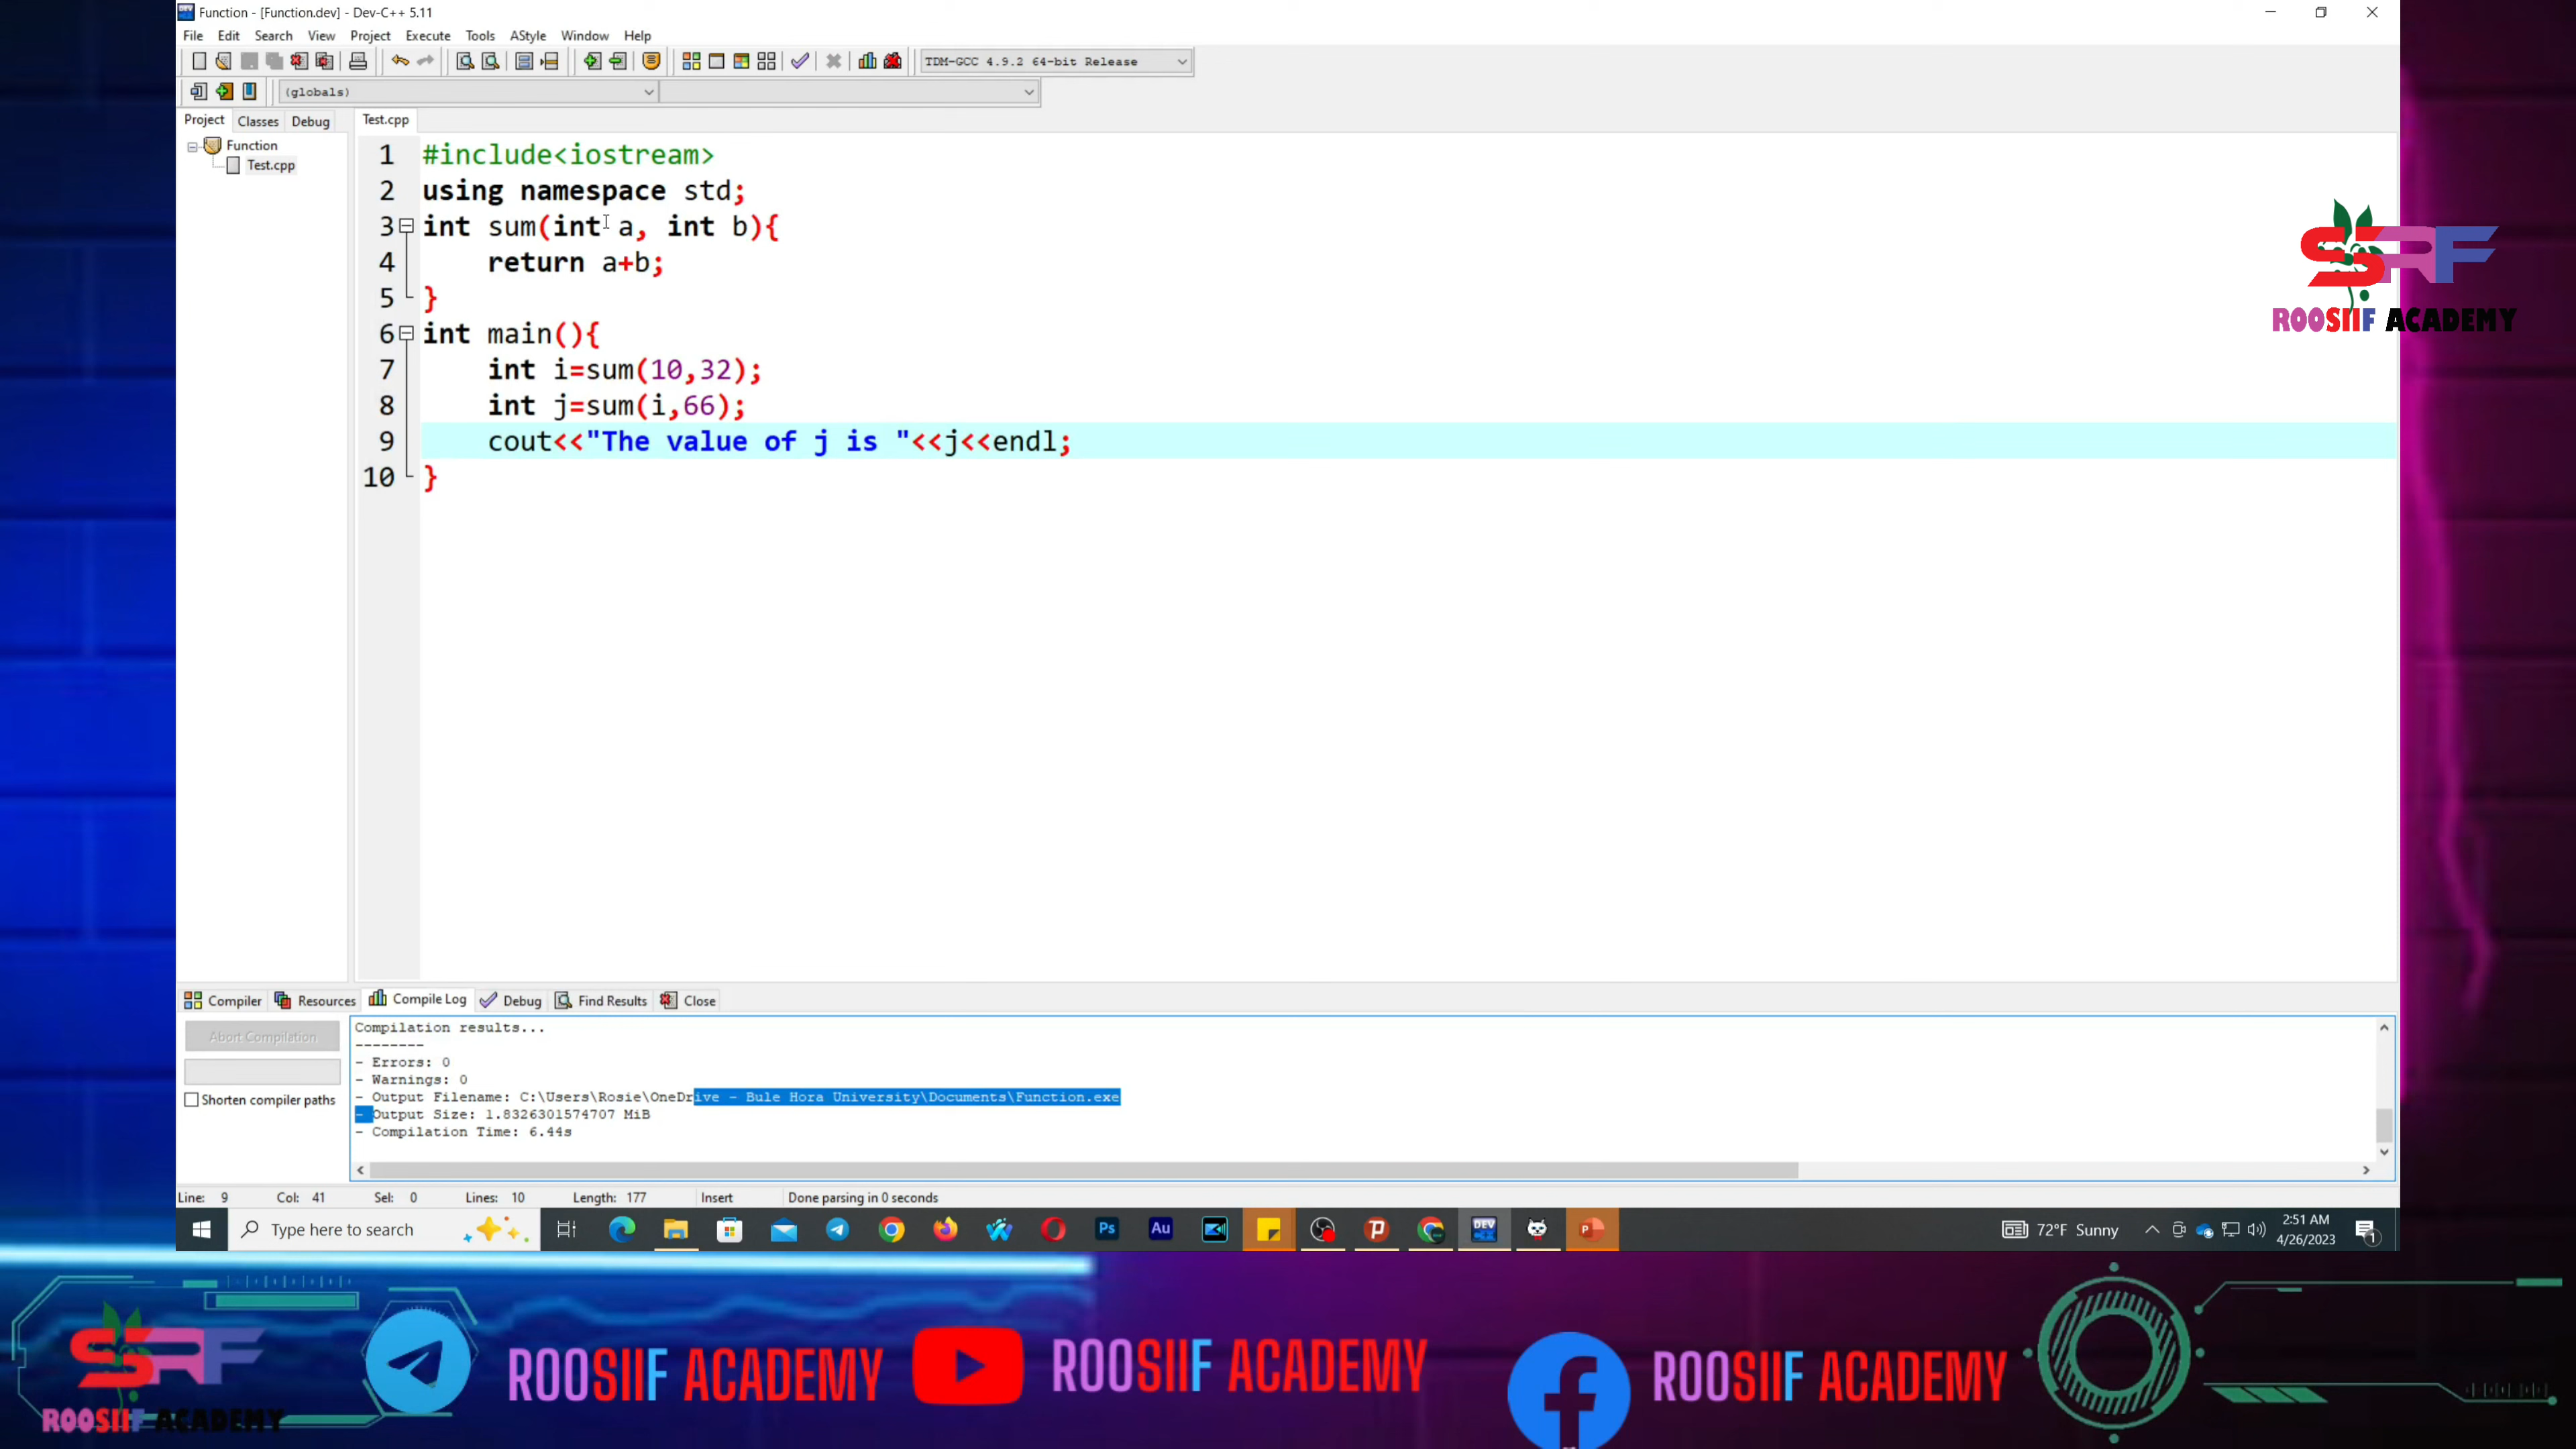 Function - [Function.dev] - Dev-C++ 5.11
File Edit Search View Project Execute Tools AStyle Window Help
TDM-GCC 4.9.2 64-bit Release
(globals)
Project Classes Debug
Test.cpp
Function
Test.cpp
1 #include<iostream>
2 using namespace std;
3 int sum(int a, int b){
4 return a+b;
5 }
6 int main(){
7 int i=sum(10,32);
8 int j=sum(i,66);
9 cout<<"The value of j is "<<j<<endl;
10 }
SRF
ROOSIIF ACADEMY
Compiler Resources Compile Log Debug Find Results Close
Abort Compilation
Shorten compiler paths
Compilation results...
--------
- Errors: 0
- Warnings: 0
- Output Filename: C:\Users\Rosie\OneDrive - Bule Hora University\Documents\Function.exe
- Output Size: 1.8326301574707 MiB
- Compilation Time: 6.44s
Line: 9 Col: 41 Sel: 0 Lines: 10 Length: 177 Insert Done parsing in 0 seconds
Type here to search
Ps
Au
DEV
P
72°F Sunny
2:51 AM
4/26/2023
1
SRF
ROOSIIF ACADEMY
ROOSIIF ACADEMY
ROOSIIF ACADEMY
ROOSIIF ACADEMY